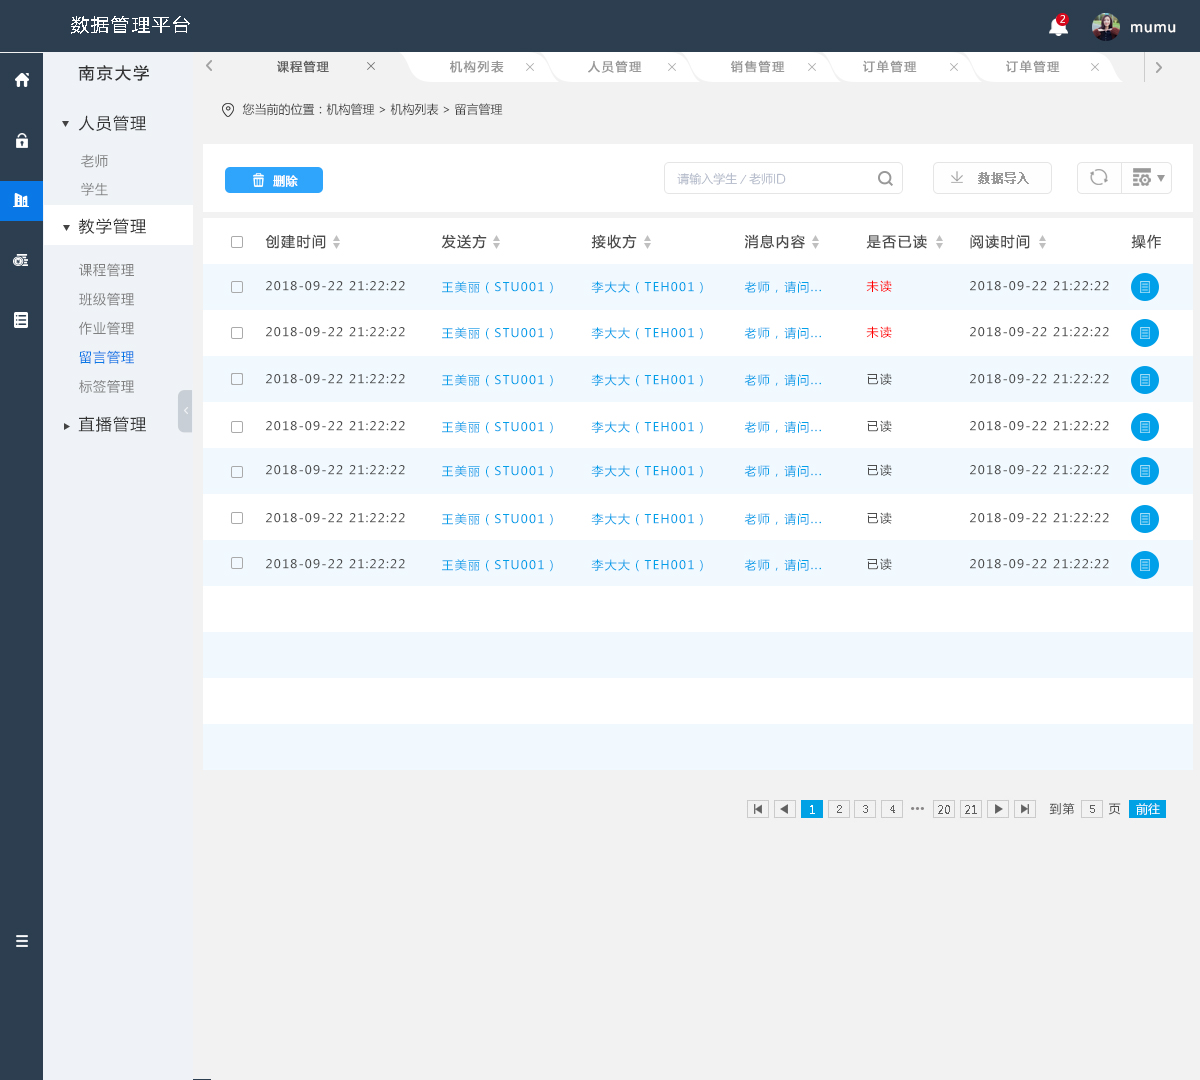 数据管理平台
2
mumu
南京大学
人员管理
老师
学生
教学管理
课程管理
班级管理
作业管理
留言管理
标签管理
直播管理
课程管理 机构列表 人员管理 销售管理 订单管理 订单管理
您当前的位置：机构管理 > 机构列表 > 留言管理
删除 请输入学生 / 老师ID 数据导入
创建时间 发送方 接收方 消息内容 是否已读 阅读时间 操作
2018-09-22 21:22:22 王美丽（STU001） 李大大（TEH001） 老师，请问... 未读 2018-09-22 21:22:22
2018-09-22 21:22:22 王美丽（STU001） 李大大（TEH001） 老师，请问... 未读 2018-09-22 21:22:22
2018-09-22 21:22:22 王美丽（STU001） 李大大（TEH001） 老师，请问... 已读 2018-09-22 21:22:22
2018-09-22 21:22:22 王美丽（STU001） 李大大（TEH001） 老师，请问... 已读 2018-09-22 21:22:22
2018-09-22 21:22:22 王美丽（STU001） 李大大（TEH001） 老师，请问... 已读 2018-09-22 21:22:22
2018-09-22 21:22:22 王美丽（STU001） 李大大（TEH001） 老师，请问... 已读 2018-09-22 21:22:22
2018-09-22 21:22:22 王美丽（STU001） 李大大（TEH001） 老师，请问... 已读 2018-09-22 21:22:22
1 2 3 4 ••• 20 21 到第 5 页 前往